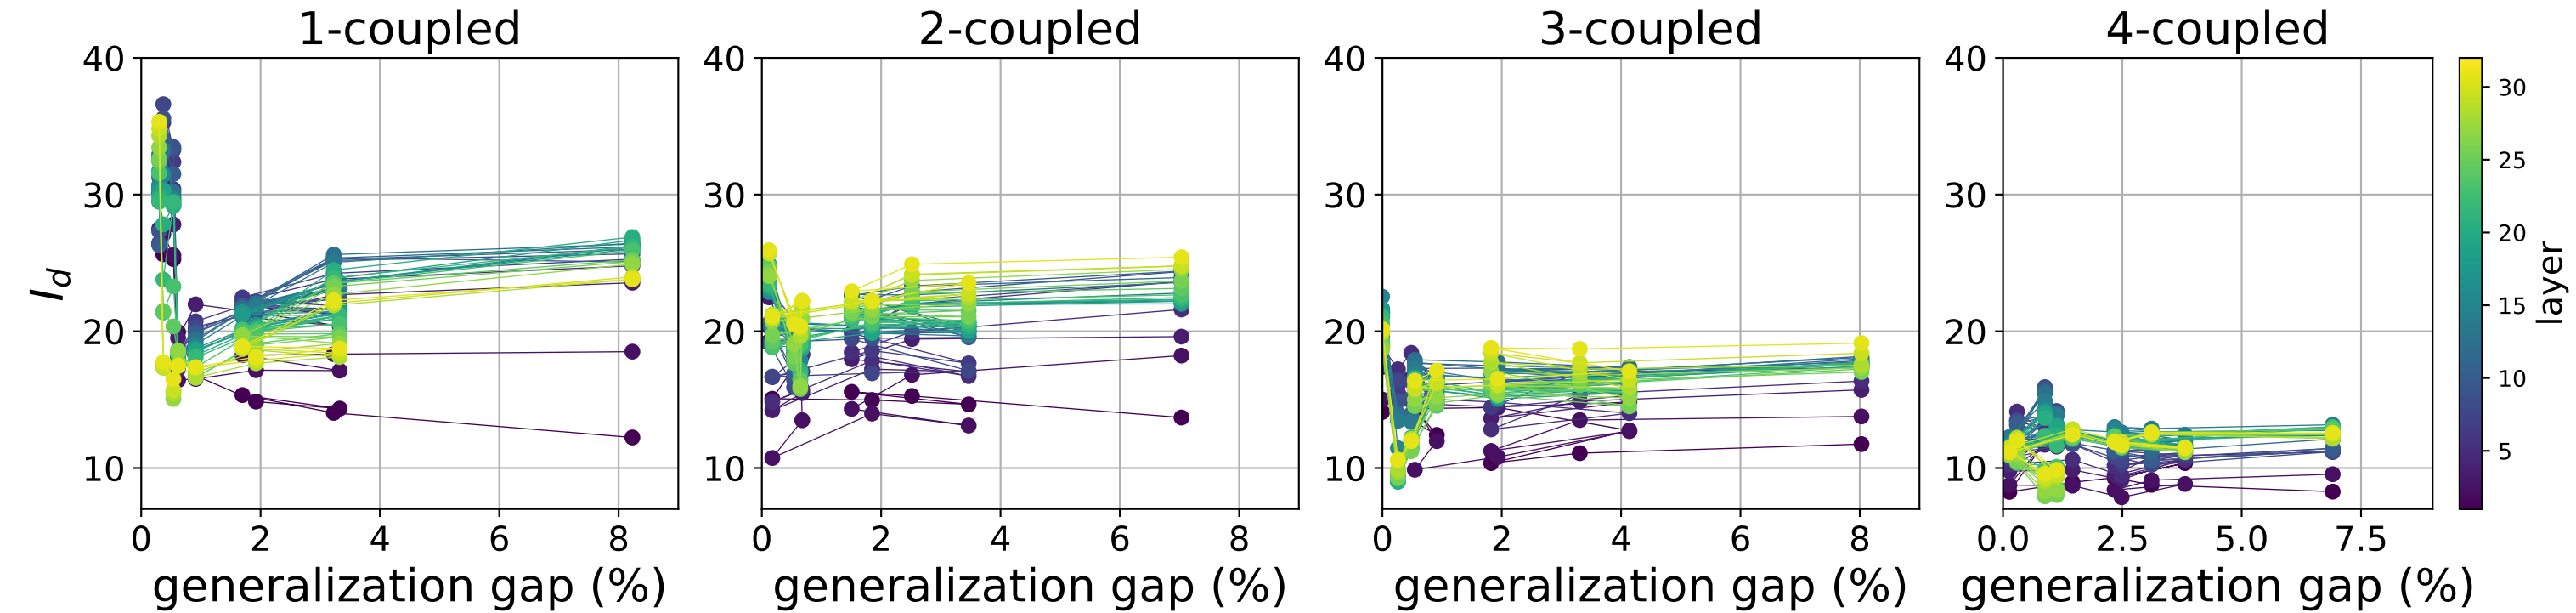 1-coupled
2-coupled
3-coupled
4-coupled
I_d
40
30
20
10
0 2 4 6 8
generalization gap (%)
40
30
20
10
0 2 4 6 8
generalization gap (%)
40
30
20
10
0 2 4 6 8
generalization gap (%)
40
30
20
10
0.0 2.5 5.0 7.5
generalization gap (%)
30
25
20
15
10
5
layer